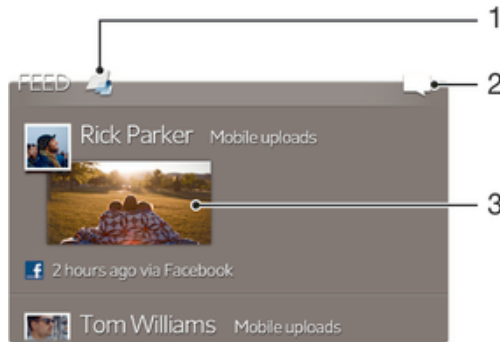 1
FEED
2
Rick Parker Mobile uploads
3
f 2 hours ago via Facebook
Tom Williams Mobile uploads